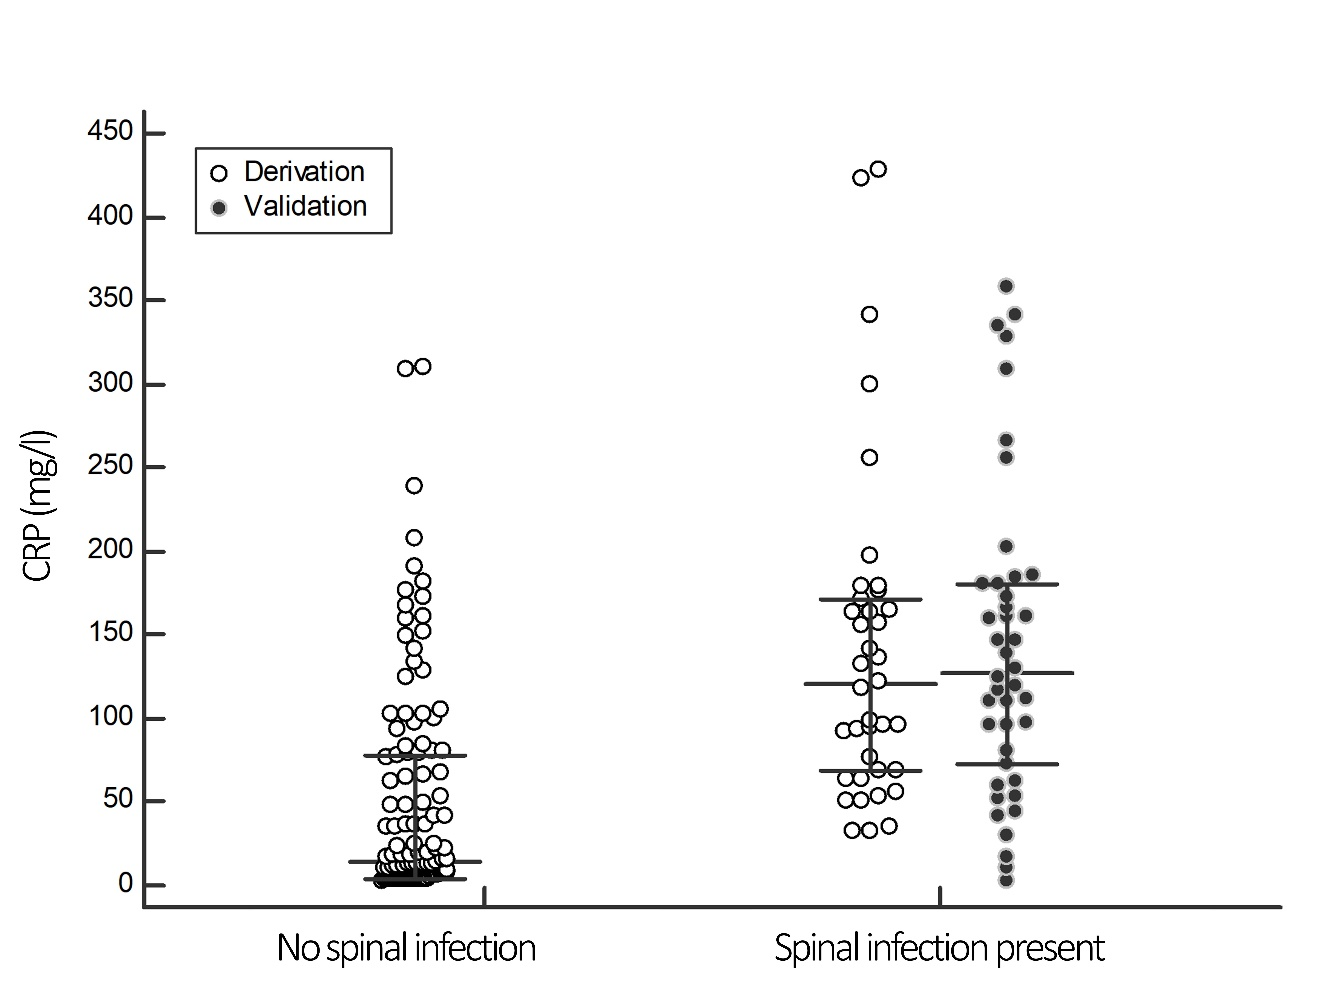 450
400
350
300
250
200
150
100
50
0
CRP (mg/l)
Derivation
Validation
No spinal infection
Spinal infection present